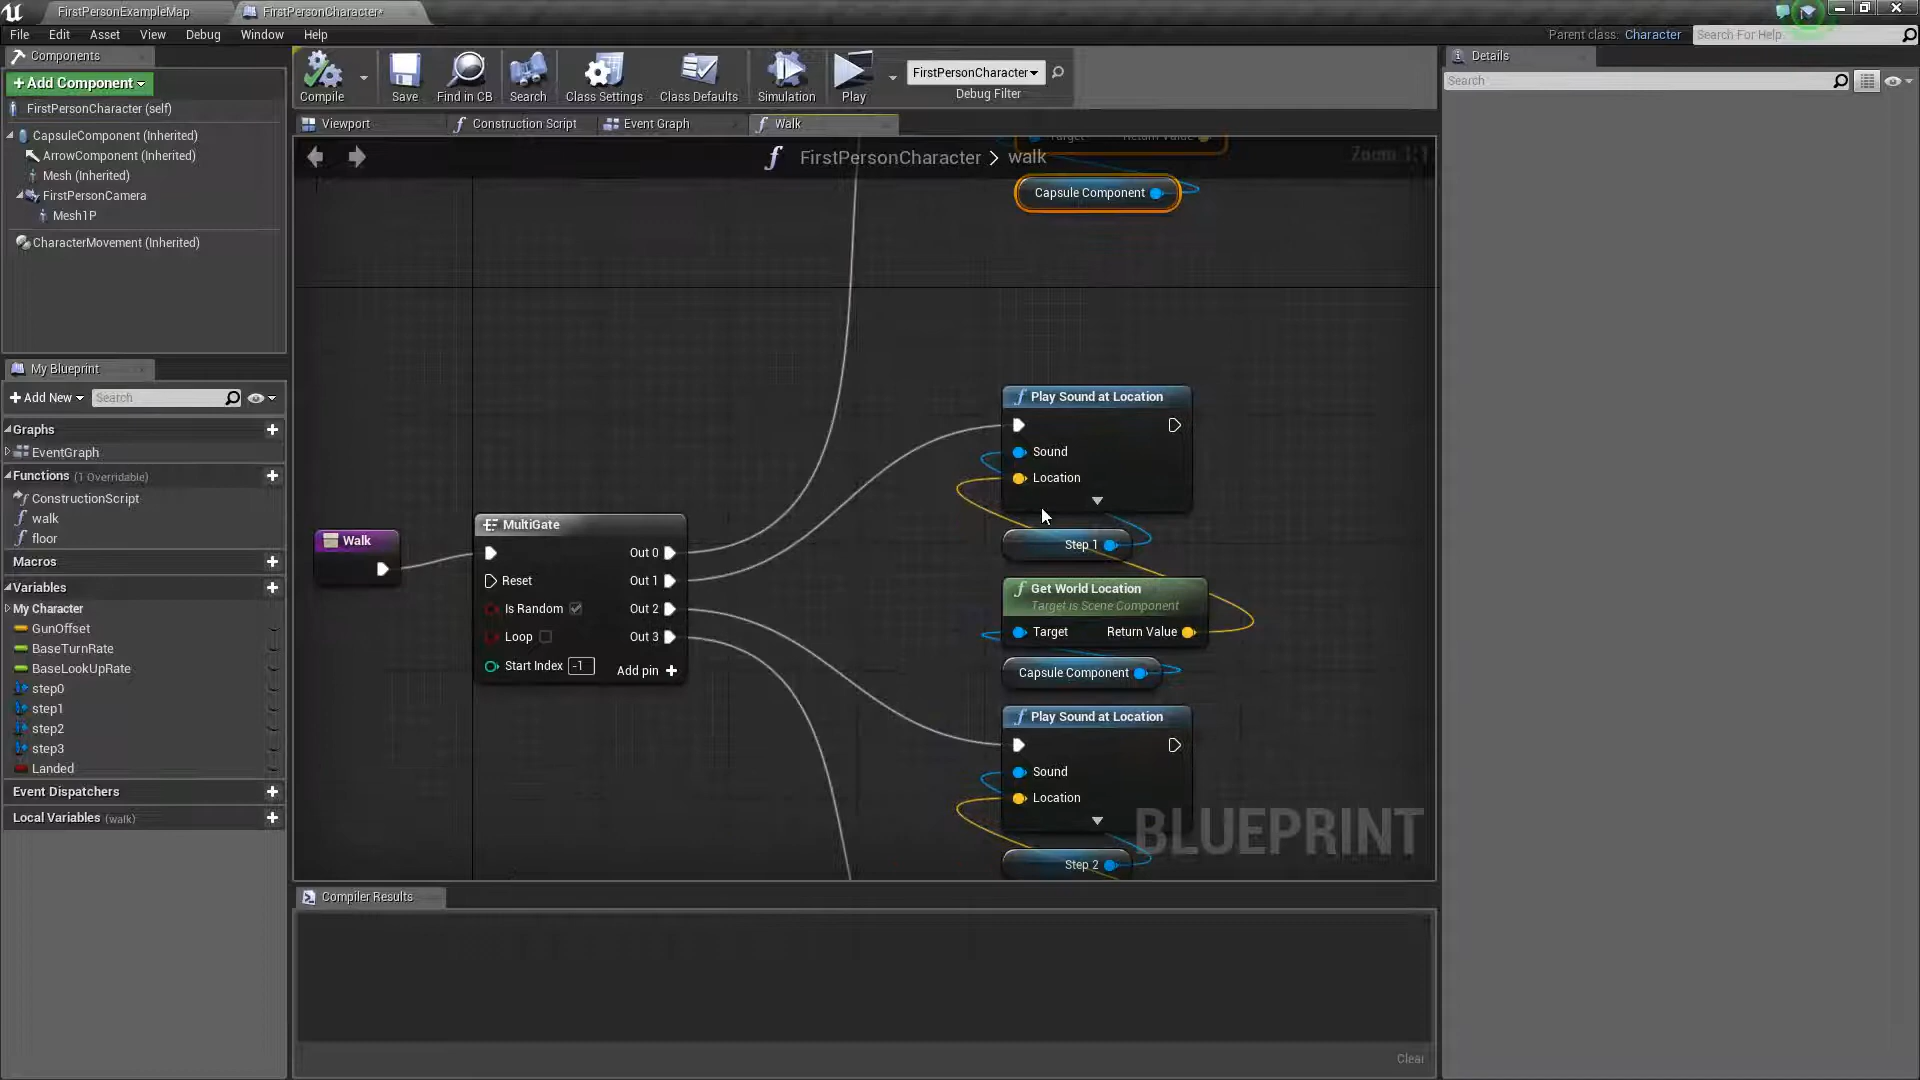 FirstPersonExampleMap
FirstPersonCharacter*
File Edit Asset View Debug Window Help
Parent class: Character
Search For Help
Components
+Add Component
FirstPersonCharacter (self)
CapsuleComponent (Inherited)
ArrowComponent (Inherited)
Mesh (Inherited)
FirstPersonCamera
Mesh1P
CharacterMovement (Inherited)
My Blueprint
+Add New
Search
Graphs
EventGraph
Functions (1 Overridable)
ConstructionScript
walk
floor
Macros
Variables
My Character
GunOffset
BaseTurnRate
BaseLookUpRate
step0
step1
step2
step3
Landed
Event Dispatchers
Local Variables (walk)
Compile
Save
Find in CB
Search
Class Settings
Class Defaults
Simulation
Play
FirstPersonCharacter
Debug Filter
Viewport
Construction Script
Event Graph
Walk
FirstPersonCharacter > walk
Zoom 1:1
Target
Return Value
Capsule Component
Walk
MultiGate
Out 0
Reset
Out 1
Is Random
Out 2
Loop
Out 3
Start Index -1
Add pin +
Play Sound at Location
Sound
Location
Step 1
Get World Location
Target is Scene Component
Target
Return Value
Capsule Component
Play Sound at Location
Sound
Location
Step 2
BLUEPRINT
Compiler Results
Clear
Details
Search